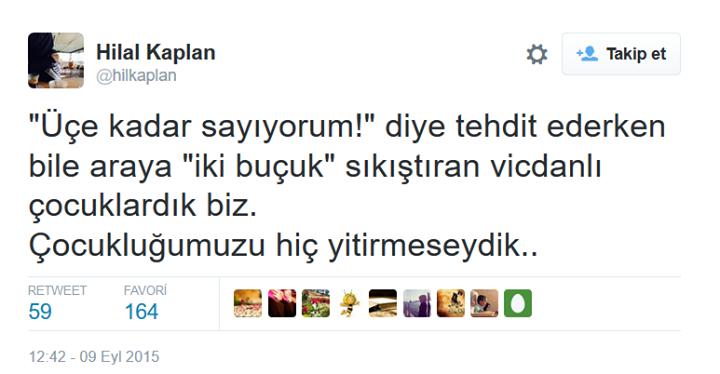 Hilal Kaplan
@hilkaplan
Takip et
"Üçe kadar sayıyorum!" diye tehdit ederken
bile araya "iki buçuk" sıkıştıran vicdanlı
çocuklardık biz.
Çocukluğumuzu hiç yitirmeseydik..
RETWEET FAVORİ
59 164
12:42 - 09 Eyl 2015